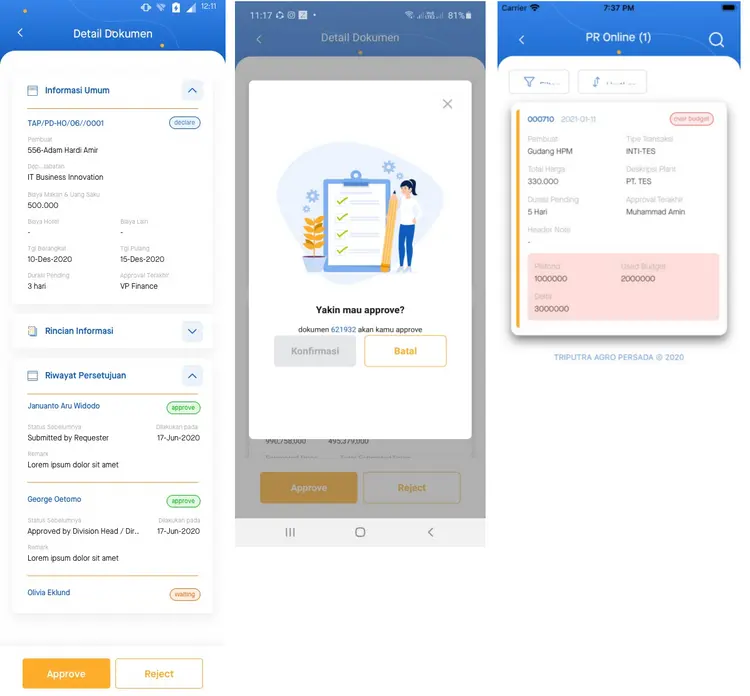 12:11
Detail Dokumen
Informasi Umum
TAP/PD-HO/06//0001
declare
Pembuat
556-Adam Hardi Amir
Dep.-Jabatan
IT Business Innovation
Biaya Makan & Uang Saku
500.000
Biaya Hotel
Biaya Lain
-
-
Tgl Berangkat
Tgl Pulang
10-Des-2020
15-Des-2020
Durasi Pending
Approval Terakhir
3 hari
VP Finance
Rincian Informasi
Riwayat Persetujuan
Januanto Aru Widodo
approve
Status Sebelumnya
Dilakukan pada
Submitted by Requester
17-Jun-2020
Remark
Lorem ipsum dolor sit amet
George Oetomo
approve
Status Sebelumnya
Dilakukan pada
Approved by Division Head / Dir...
17-Jun-2020
Remark
Lorem ipsum dolor sit amet
Olivia Eklund
waiting
Approve
Reject
11:17
81%
Detail Dokumen
Yakin mau approve?
dokumen 621932 akan kamu approve
Konfirmasi
Batal
990.758.000
495.379.000
Approve
Reject
Carrier
7:37 PM
PR Online (1)
000710
2021-01-11
over budget
Pembuat
Tipe Transaksi
Gudang HPM
INTI-TES
Total Harga
Deskripsi Plant
330.000
PT. TES
Durasi Pending
Approval Terakhir
5 Hari
Muhammad Amin
Header Note
-
Plafond
Used Budget
1000000
2000000
Delta
3000000
TRIPUTRA AGRO PERSADA © 2020